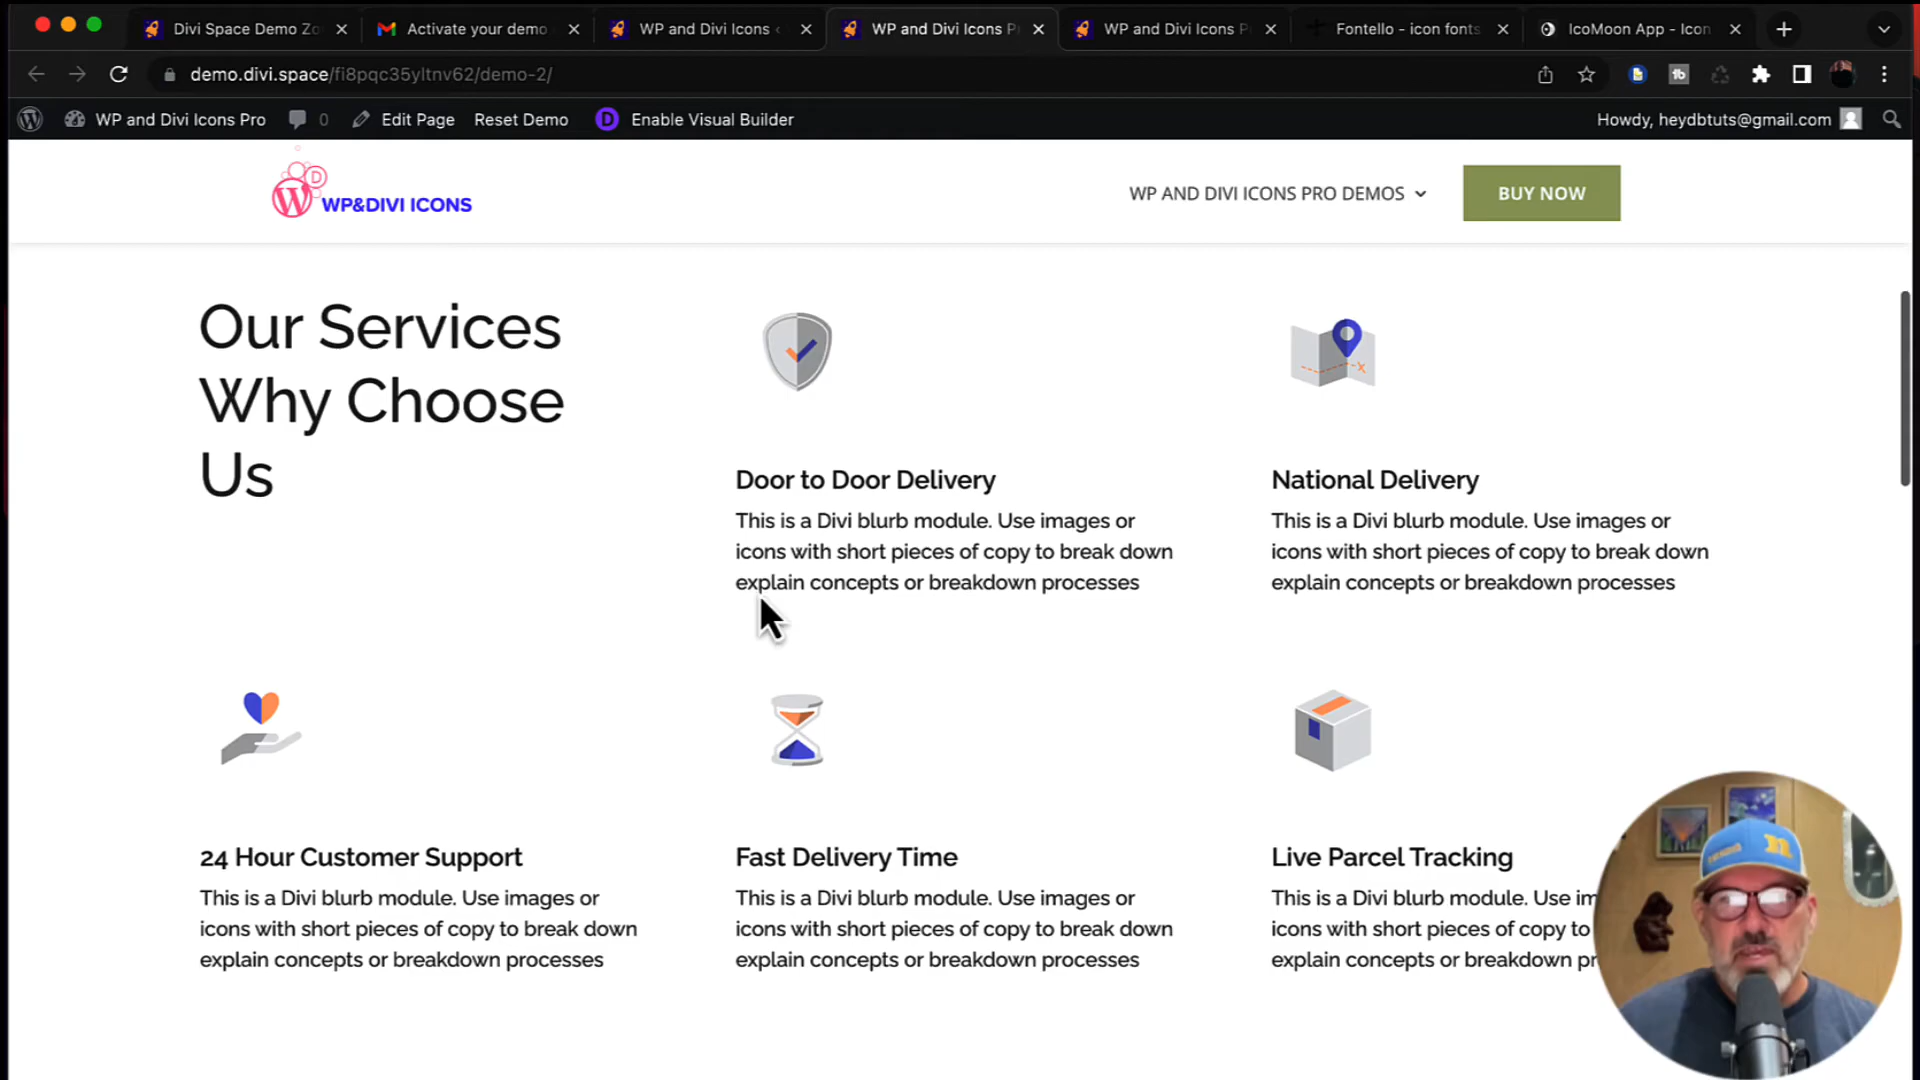 Divi Space Demo Zo
Activate your demo
WP and Divi Icons ‹
WP and Divi Icons P
WP and Divi Icons P
Fontello - icon fonts
IcoMoon App - Icon
demo.divi.space/fi8pqc35yltnv62/demo-2/
WP and Divi Icons Pro
0
Edit Page
Reset Demo
D
Enable Visual Builder
Howdy, heydbtuts@gmail.com
WP&DIVI ICONS
WP AND DIVI ICONS PRO DEMOS
BUY NOW
Our Services
Why Choose
Us
Door to Door Delivery
This is a Divi blurb module. Use images or
icons with short pieces of copy to break down
explain concepts or breakdown processes
National Delivery
This is a Divi blurb module. Use images or
icons with short pieces of copy to break down
explain concepts or breakdown processes
24 Hour Customer Support
This is a Divi blurb module. Use images or
icons with short pieces of copy to break down
explain concepts or breakdown processes
Fast Delivery Time
This is a Divi blurb module. Use images or
icons with short pieces of copy to break down
explain concepts or breakdown processes
Live Parcel Tracking
This is a Divi blurb module. Use im
icons with short pieces of copy to
explain concepts or breakdown pr